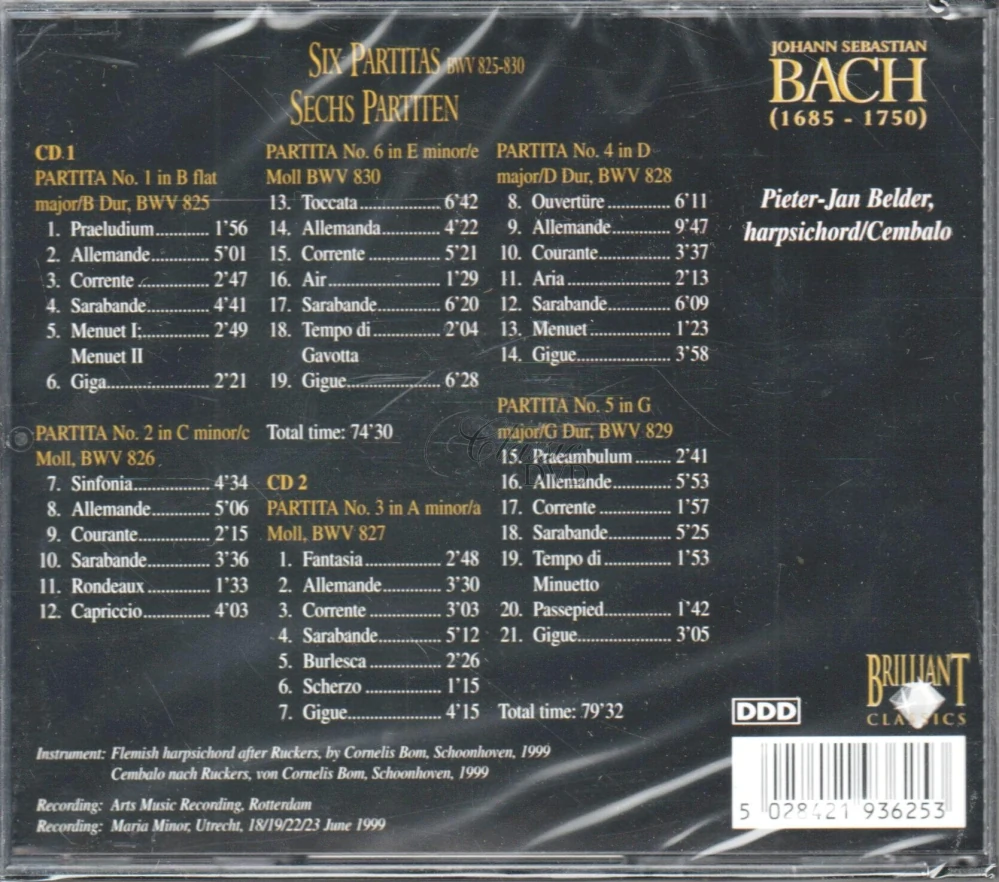 SIX PARTITAS BWV 825-830
SECHS PARTITEN
JOHANN SEBASTIAN
BACH
(1685 - 1750)
Pieter-Jan Belder,
harpsichord/Cembalo
CD 1
PARTITA No. 1 in B flat
major/B Dur, BWV 825
1. Praeludium........ 1'56
2. Allemande........... 5'01
3. Corrente .............. 2'47
4. Sarabande............ 4'41
5. Menuet I;............. 2'49
Menuet II
6. Giga..................... 2'21
PARTITA No. 2 in C minor/c
Moll, BWV 826
7. Sinfonia................ 4'34
8. Allemande........... 5'06
9. Courante.............. 2'15
10. Sarabande............ 3'36
11. Rondeaux ............ 1'33
12. Capriccio............. 4'03
PARTITA No. 6 in E minor/e
Moll BWV 830
13. Toccata................ 6'42
14. Allemanda........... 4'22
15. Corrente .............. 5'21
16. Air....................... 1'29
17. Sarabande............ 6'20
18. Tempo di ............. 2'04
Gavotta
19. Gigue................... 6'28
Total time: 74'30
CD 2
PARTITA No. 3 in A minor/a
Moll, BWV 827
1. Fantasia ............... 2'48
2. Allemande........... 3'30
3. Corrente .............. 3'03
4. Sarabande............ 5'12
5. Burlesca .............. 2'26
6. Scherzo ............... 1'15
7. Gigue................... 4'15
PARTITA No. 4 in D
major/D Dur, BWV 828
8. Ouvertüre............. 6'11
9. Allemande........... 9'47
10. Courante.............. 3'37
11. Aria..................... 2'13
12. Sarabande............ 6'09
13. Menuet ................ 1'23
14. Gigue................... 3'58
PARTITA No. 5 in G
major/G Dur, BWV 829
15. Praeambulum ....... 2'41
16. Allemande........... 5'53
17. Corrente .............. 1'57
18. Sarabande............ 5'25
19. Tempo di ............. 1'53
Minuetto
20. Passepied............. 1'42
21. Gigue................... 3'05
Total time: 79'32
Instrument: Flemish harpsichord after Ruckers, by Cornelis Bom, Schoonhoven, 1999
Cembalo nach Ruckers, von Cornelis Bom, Schoonhoven, 1999
Recording: Arts Music Recording, Rotterdam
Recording: Maria Minor, Utrecht, 18/19/22/23 June 1999
DDD
BRILLIANT
CLASSICS
5 028421 936253
Classic
DVD